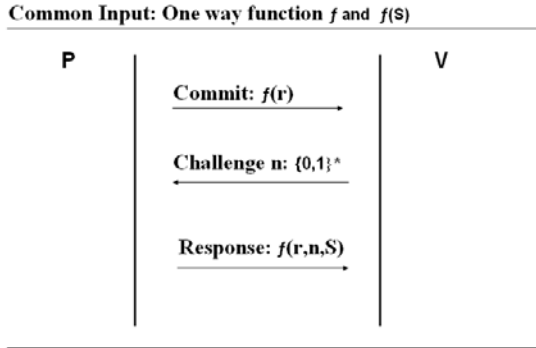 Common Input: One way function ƒ and ƒ(S)
P
V
Commit: ƒ(r)
Challenge n: {0,1}*
Response: ƒ(r,n,S)